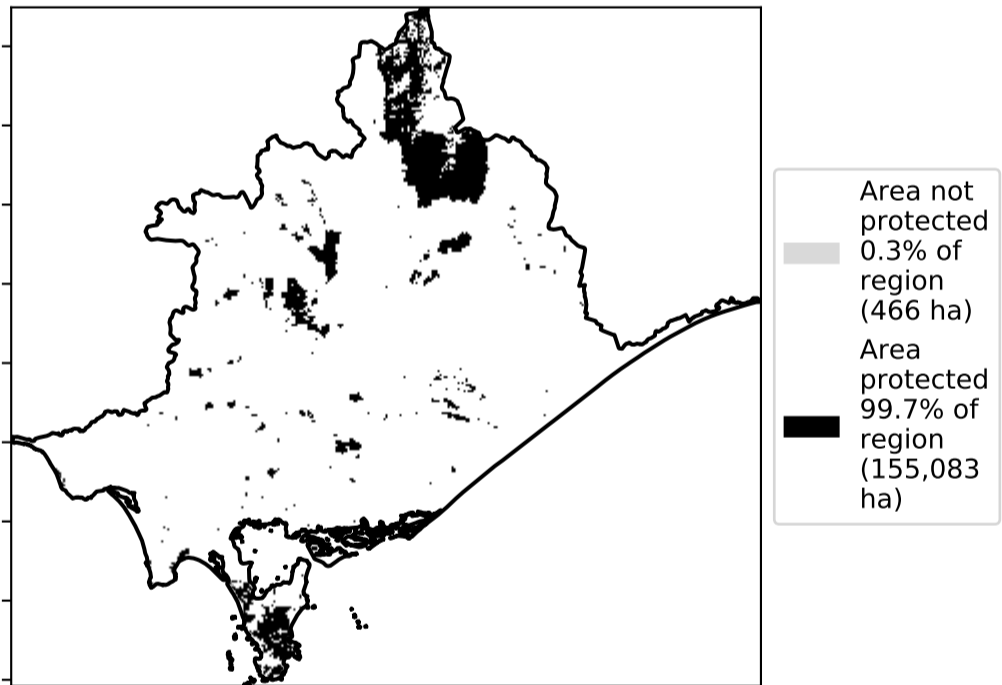 Area not
protected
0.3% of
region
(466 ha)
Area
protected
99.7% of
region
(155,083
ha)